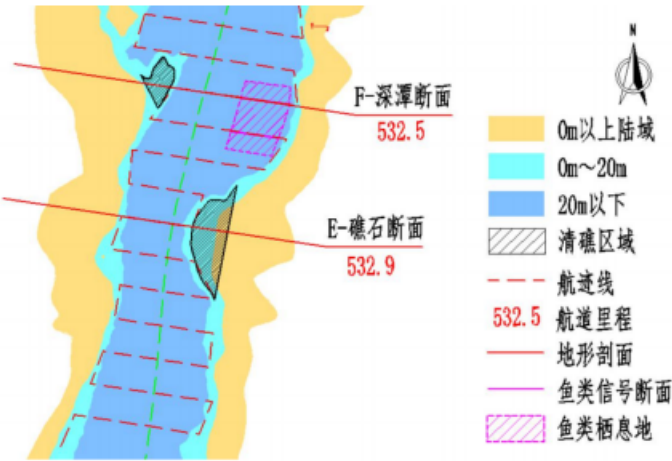 N
F-深潭断面
532.5
E-礁石断面
532.9
0m以上陆域
0m～20m
20m以下
清礁区域
航迹线
532.5 航道里程
地形剖面
鱼类信号断面
鱼类栖息地